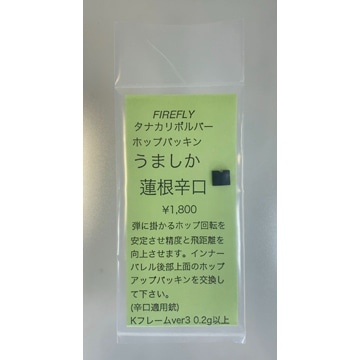 FIREFLY
タナカリボルバー
ホップパッキン
うましか
蓮根辛口
¥1,800
弾に掛かるホップ回転を
安定させ精度と飛距離を
向上させます。インナー
バレル後部上面のホップ
アップパッキンを交換し
て下さい。
(辛口適用銃)
Kフレームver3 0.2g以上